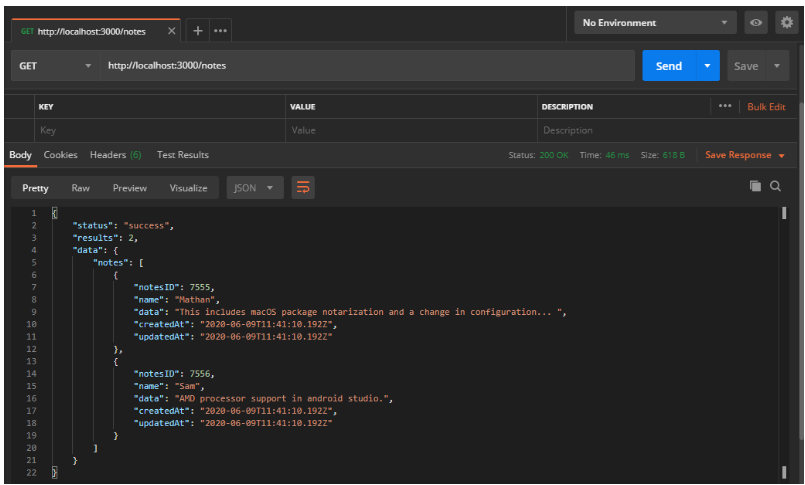 GET http://localhost:3000/notes × + ••• No Environment
GET http://localhost:3000/notes Send Save
KEY VALUE DESCRIPTION ••• Bulk Edit
Key Value Description
Body Cookies Headers (6) Test Results Status: 200 OK Time: 46 ms Size: 618 B Save Response
Pretty Raw Preview Visualize JSON
1 {
2 "status": "success",
3 "results": 2,
4 "data": {
5 "notes": [
6 {
7 "notesID": 7555,
8 "name": "Mathan",
9 "data": "This includes macOS package notarization and a change in configuration... ",
10 "createdAt": "2020-06-09T11:41:10.192Z",
11 "updatedAt": "2020-06-09T11:41:10.192Z"
12 },
13 {
14 "notesID": 7556,
15 "name": "Sam",
16 "data": "AMD processor support in android studio.",
17 "createdAt": "2020-06-09T11:41:10.192Z",
18 "updatedAt": "2020-06-09T11:41:10.192Z"
19 }
20 ]
21 }
22 }